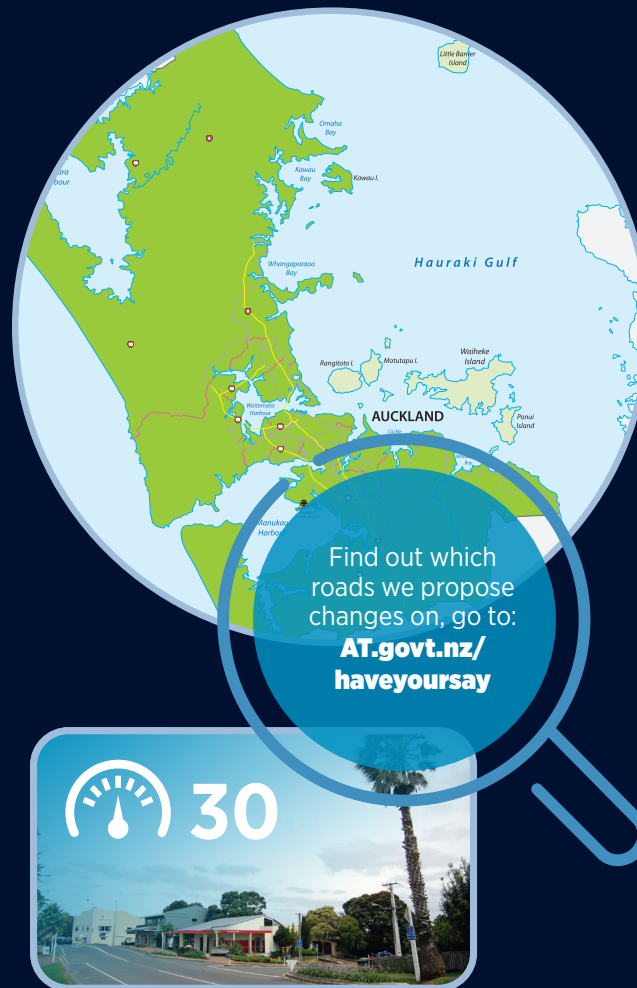 Little Barrier
Island
Omaha
Bay
Kawau
Bay
Kawau I.
Whangaparaoa
Bay
Hauraki Gulf
Rangitoto I.
Motutapu I.
Waiheke
Island
Waitemata
Harbour
AUCKLAND
Ponui
Island
Manukau
Harbour
Find out which
roads we propose
changes on, go to:
AT.govt.nz/
haveyoursay
30